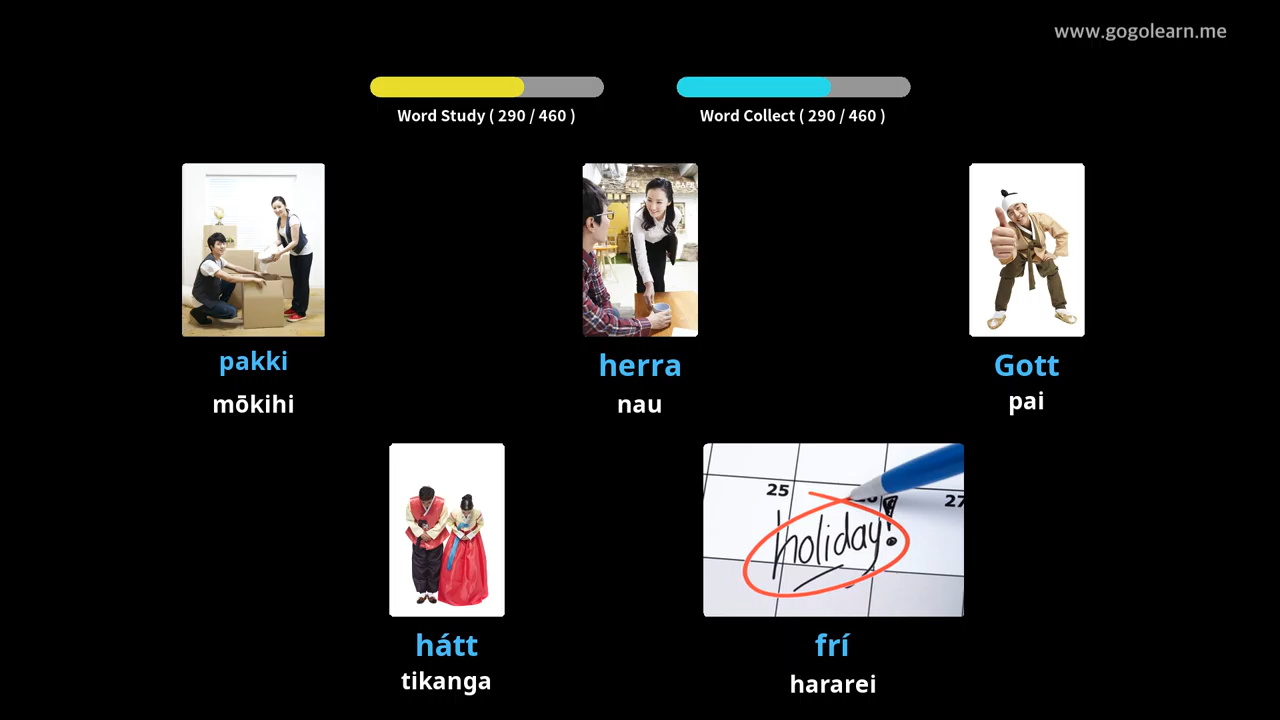 www.gogolearn.me
Word Study ( 290 / 460 )
Word Collect ( 290 / 460 )
pakki
mōkihi
herra
nau
Gott
pai
25
27
holiday!
hátt
tikanga
frí
hararei